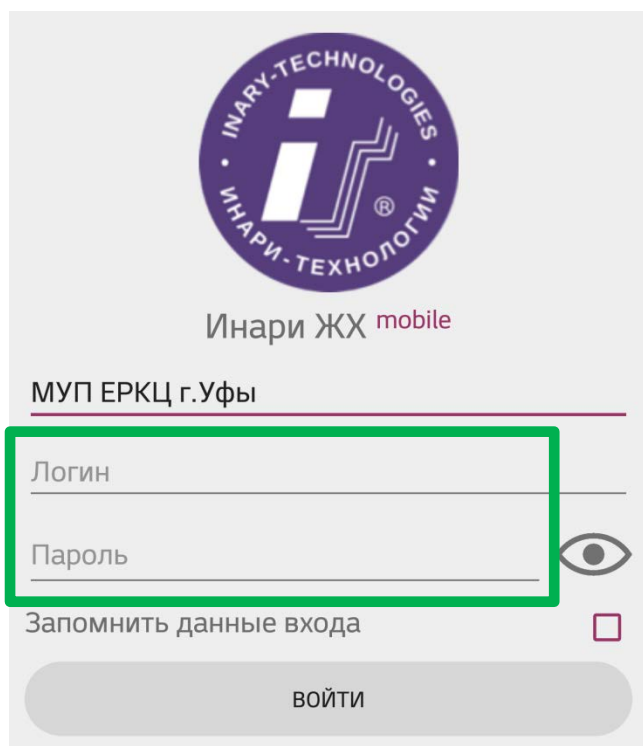 INARY-TECHNOLOGIES
ИНАРИ-ТЕХНОЛОГИИ
®
Инари ЖХ mobile
МУП ЕРКЦ г.Уфы
Логин
Пароль
Запомнить данные входа
ВОЙТИ